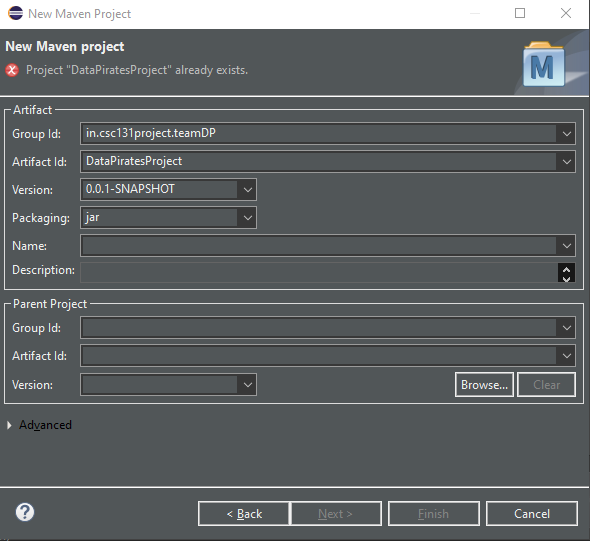 New Maven Project
New Maven project
Project "DataPiratesProject" already exists.
M
Artifact
Group Id: in.csc131project.teamDP
Artifact Id: DataPiratesProject
Version: 0.0.1-SNAPSHOT
Packaging: jar
Name:
Description:
Parent Project
Group Id:
Artifact Id:
Version:
Browse... Clear
Advanced
? < Back Next > Finish Cancel